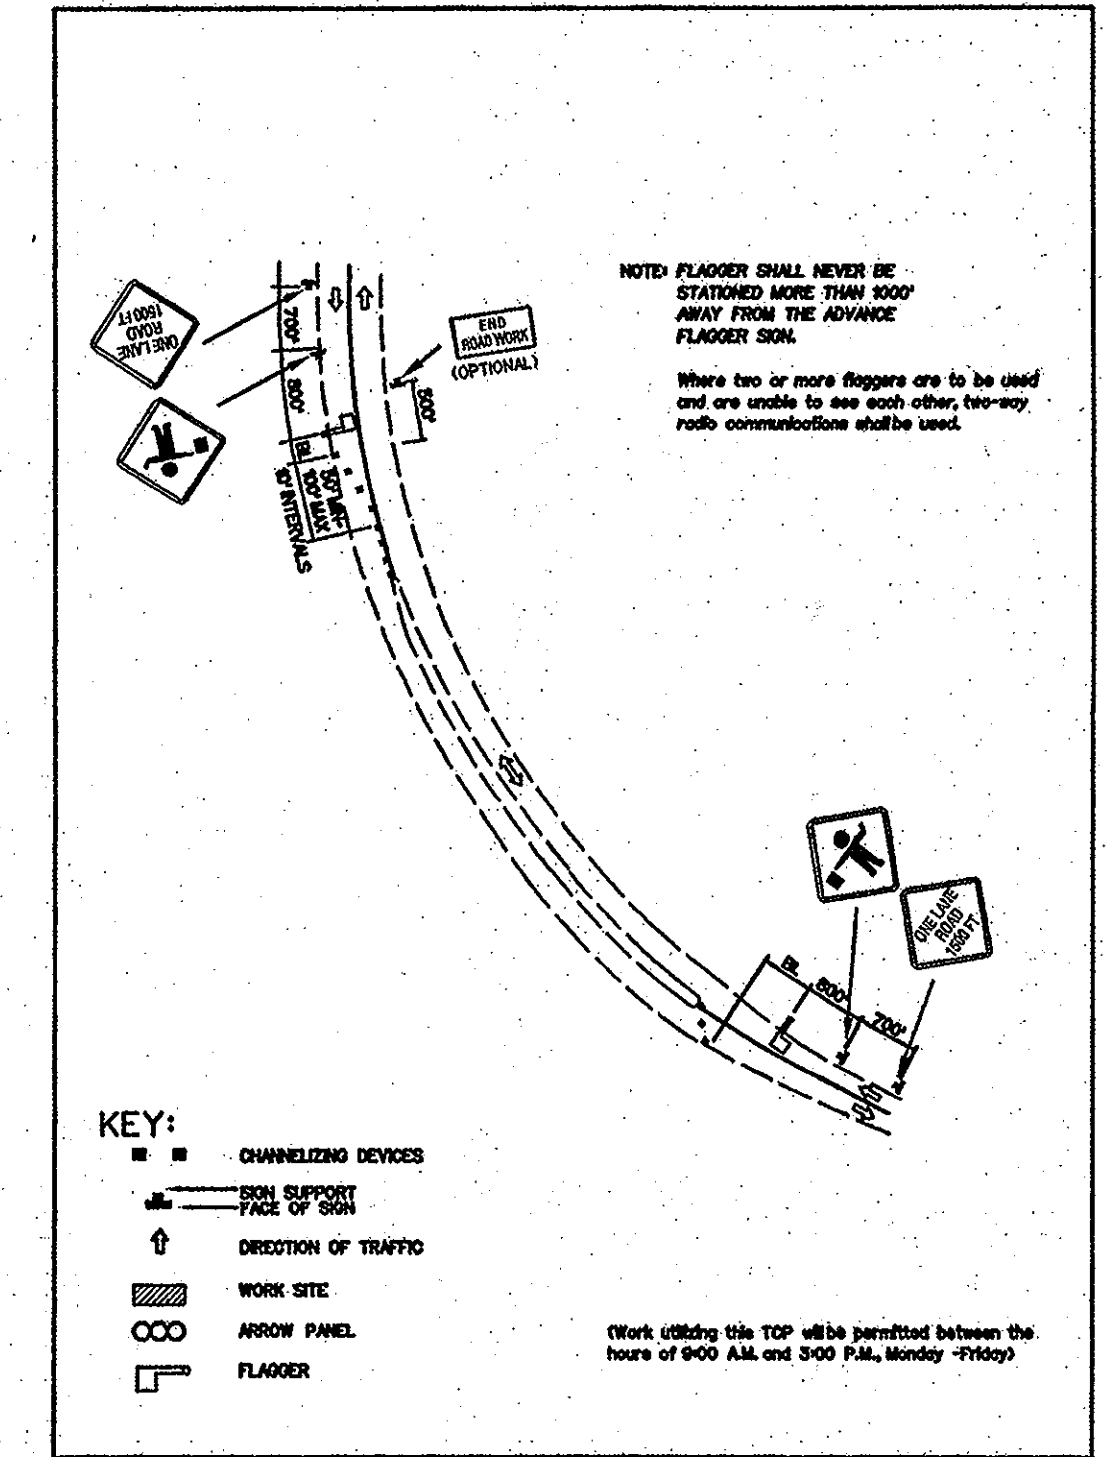 NOTE: FLAGGER SHALL NEVER BE
STATIONED MORE THAN 1000'
AWAY FROM THE ADVANCE
FLAGGER SIGN.
Where two or more flaggers are to be used
and are unable to see each other, two-way
radio communications shall be used.
ONE LANE
ROAD
1500 FT
700'
800'
END
ROAD WORK
(OPTIONAL)
500'
BL
50' MIN-
100' MAX
10' INTERVALS
BL
800'
700'
ONE LANE
ROAD
1500 FT
KEY:
CHANNELIZING DEVICES
SIGN SUPPORT
FACE OF SIGN
DIRECTION OF TRAFFIC
WORK SITE
ARROW PANEL
FLAGGER
(Work utilizing this TCP will be permitted between the
hours of 9:00 A.M. and 3:00 P.M., Monday -Friday)